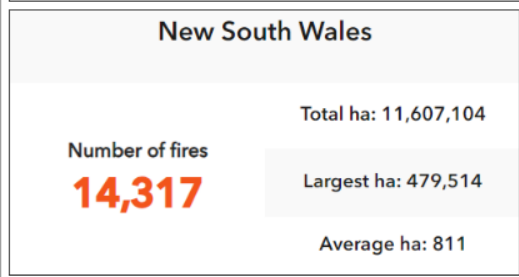 New South Wales
Number of fires
14,317
Total ha: 11,607,104
Largest ha: 479,514
Average ha: 811